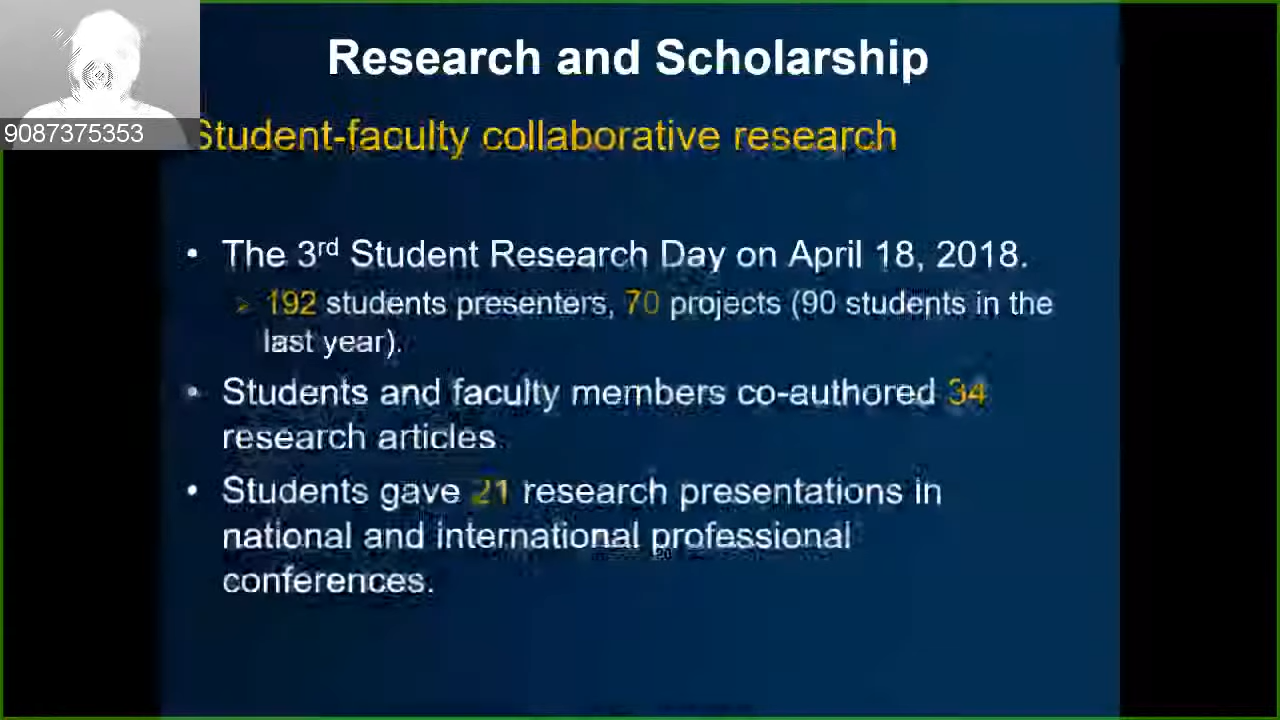 Research and Scholarship
9087375353
Student-faculty collaborative research
• The 3rd Student Research Day on April 18, 2018.
➢ 192 students presenters, 70 projects (90 students in the
last year).
• Students and faculty members co-authored 34
research articles
• Students gave 21 research presentations in
national and international professional
conferences.